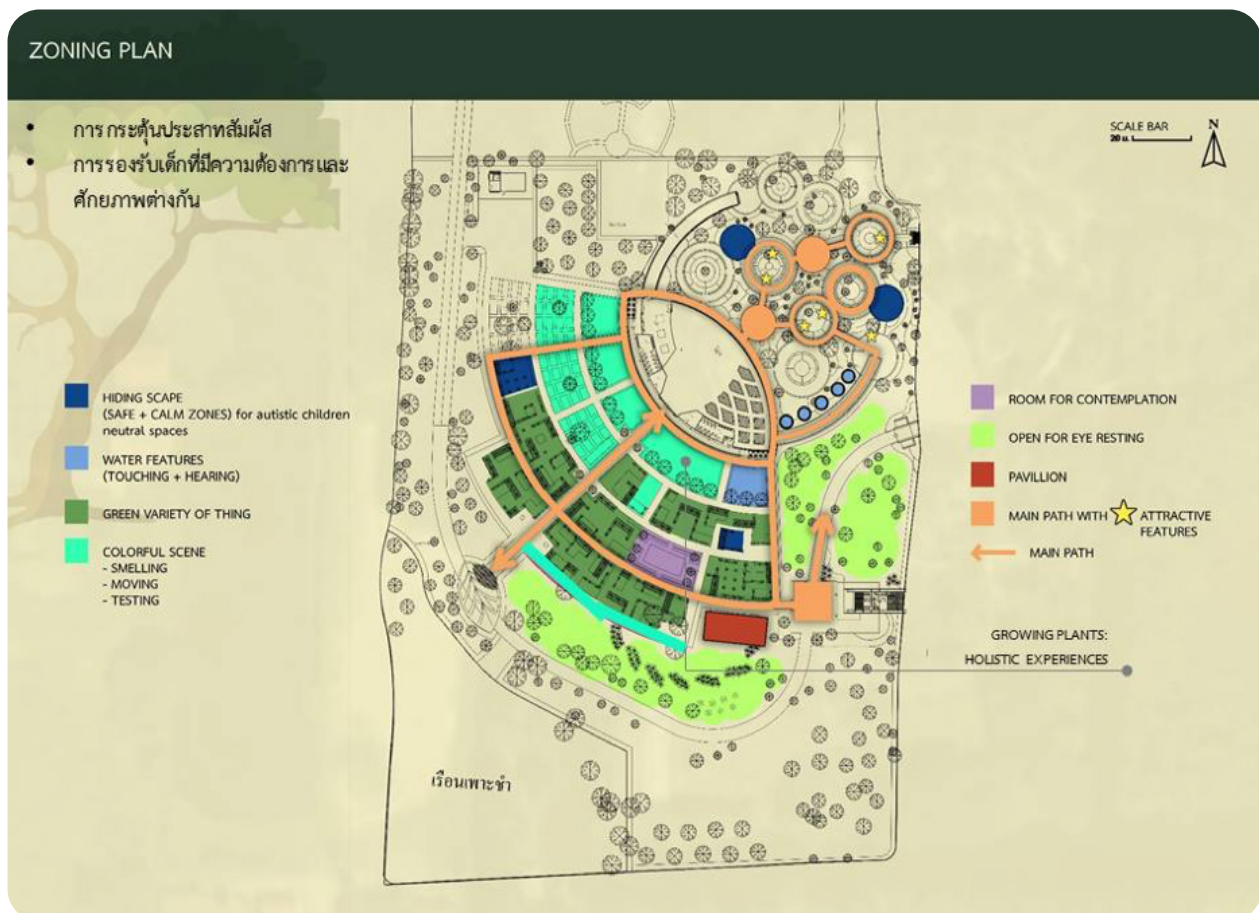 ZONING PLAN
• การกระตุ้นประสาทสัมผัส
• การรองรับเด็กที่มีความต้องการและ
ศักยภาพต่างกัน
SCALE BAR
20 ม.
N
HIDING SCAPE
(SAFE + CALM ZONES) for autistic children
neutral spaces
WATER FEATURES
(TOUCHING + HEARING)
GREEN VARIETY OF THING
COLORFUL SCENE
- SMELLING
- MOVING
- TESTING
ROOM FOR CONTEMPLATION
OPEN FOR EYE RESTING
PAVILLION
MAIN PATH WITH ATTRACTIVE
FEATURES
MAIN PATH
GROWING PLANTS:
HOLISTIC EXPERIENCES
เรือนเพาะชำ